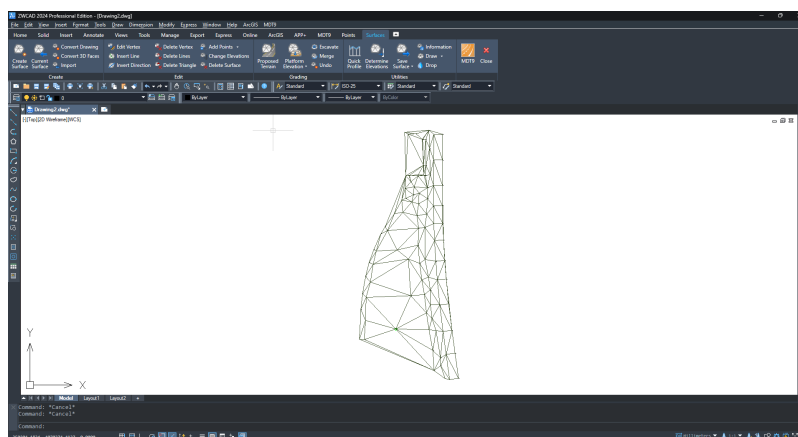 ZWCAD 2024 Professional Edition - [Drawing2.dwg]
File Edit View Insert Format Tools Draw Dimension Modify Express Window Help ArcGIS MDT9
Home Solid Insert Annotate Views Tools Manage Export Express Online ArcGIS APP+ MDT9 Points Surfaces
Convert Drawing Edit Vertex Delete Vertex Add Points Excavate Information
Convert 3D Faces Insert Line Delete Lines Change Elevations Merge Draw
Import Insert Direction Delete Triangle Delete Surface Undo Drop
Create Surface Current Surface Proposed Terrain Platform Elevation Quick Profile Determine Elevations Save Surface MDT9 Close
Create Edit Grading Utilities
Standard ISO-25 Standard Standard
0 ByLayer ByLayer ByLayer ByColor
Drawing2.dwg*
[-][Top][2D Wireframe][WCS]
Y
X
Model Layout1 Layout2 +
Command: *Cancel*
Command: *Cancel*
Command: